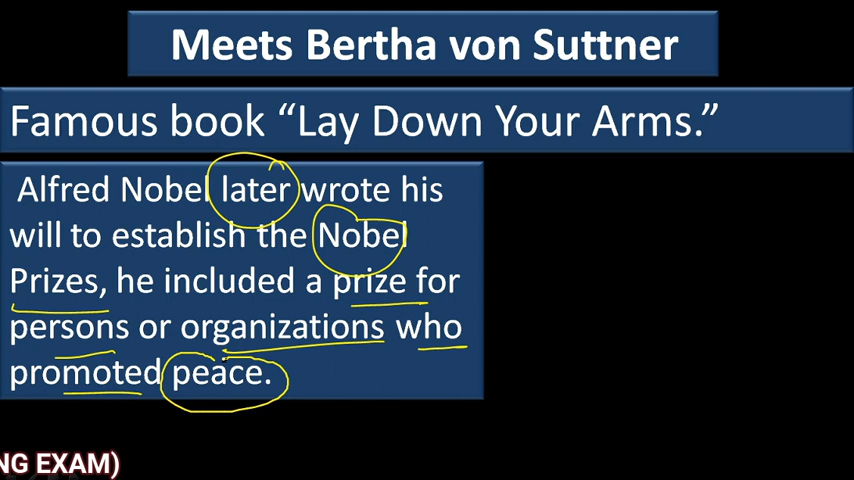 Meets Bertha von Suttner
Famous book “Lay Down Your Arms.”
Alfred Nobel later wrote his
will to establish the Nobel
Prizes, he included a prize for
persons or organizations who
promoted peace.
NG EXAM)